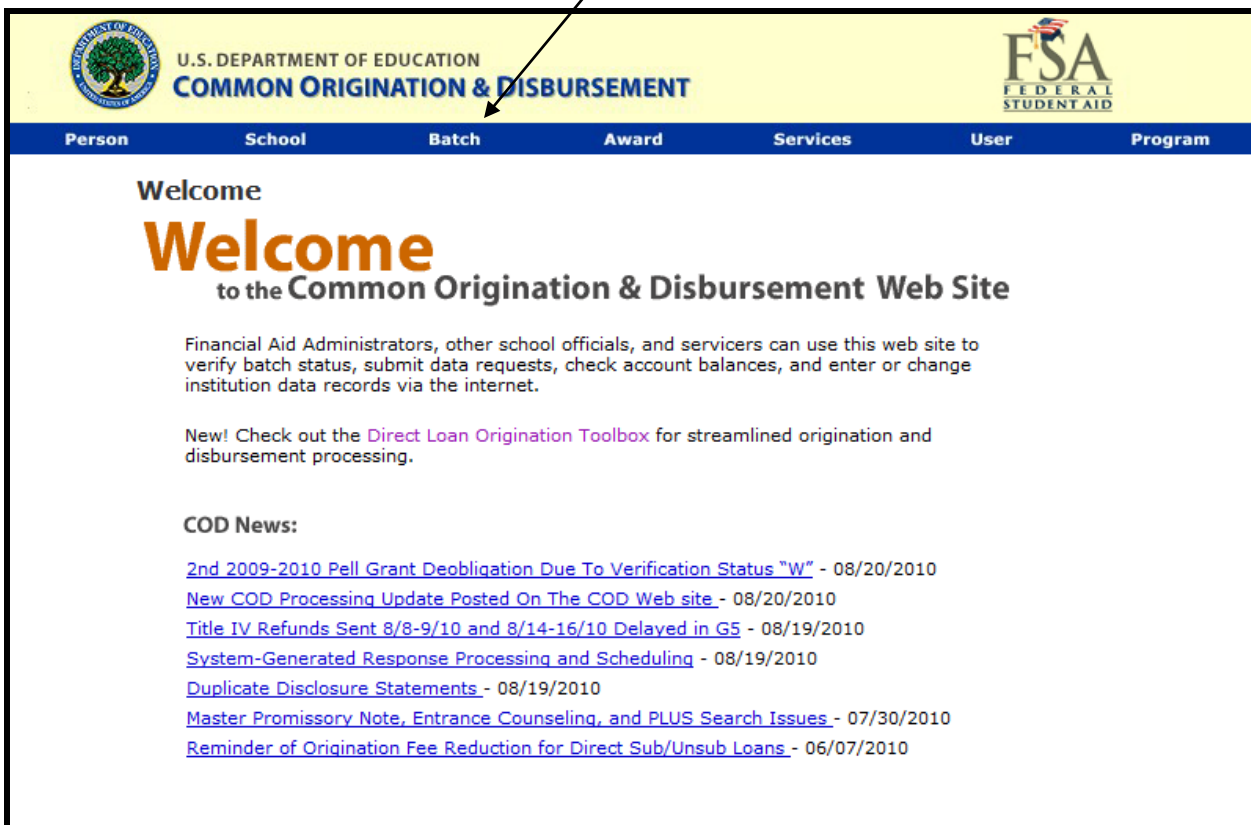 U.S. DEPARTMENT OF EDUCATION
COMMON ORIGINATION & DISBURSEMENT
FSA
FEDERAL
STUDENT AID
Person School Batch Award Services User Program
Welcome
Welcome
to the Common Origination & Disbursement Web Site
Financial Aid Administrators, other school officials, and servicers can use this web site to
verify batch status, submit data requests, check account balances, and enter or change
institution data records via the internet.
New! Check out the Direct Loan Origination Toolbox for streamlined origination and
disbursement processing.
COD News:
2nd 2009-2010 Pell Grant Deobligation Due To Verification Status “W” - 08/20/2010
New COD Processing Update Posted On The COD Web site - 08/20/2010
Title IV Refunds Sent 8/8-9/10 and 8/14-16/10 Delayed in G5 - 08/19/2010
System-Generated Response Processing and Scheduling - 08/19/2010
Duplicate Disclosure Statements - 08/19/2010
Master Promissory Note, Entrance Counseling, and PLUS Search Issues - 07/30/2010
Reminder of Origination Fee Reduction for Direct Sub/Unsub Loans - 06/07/2010